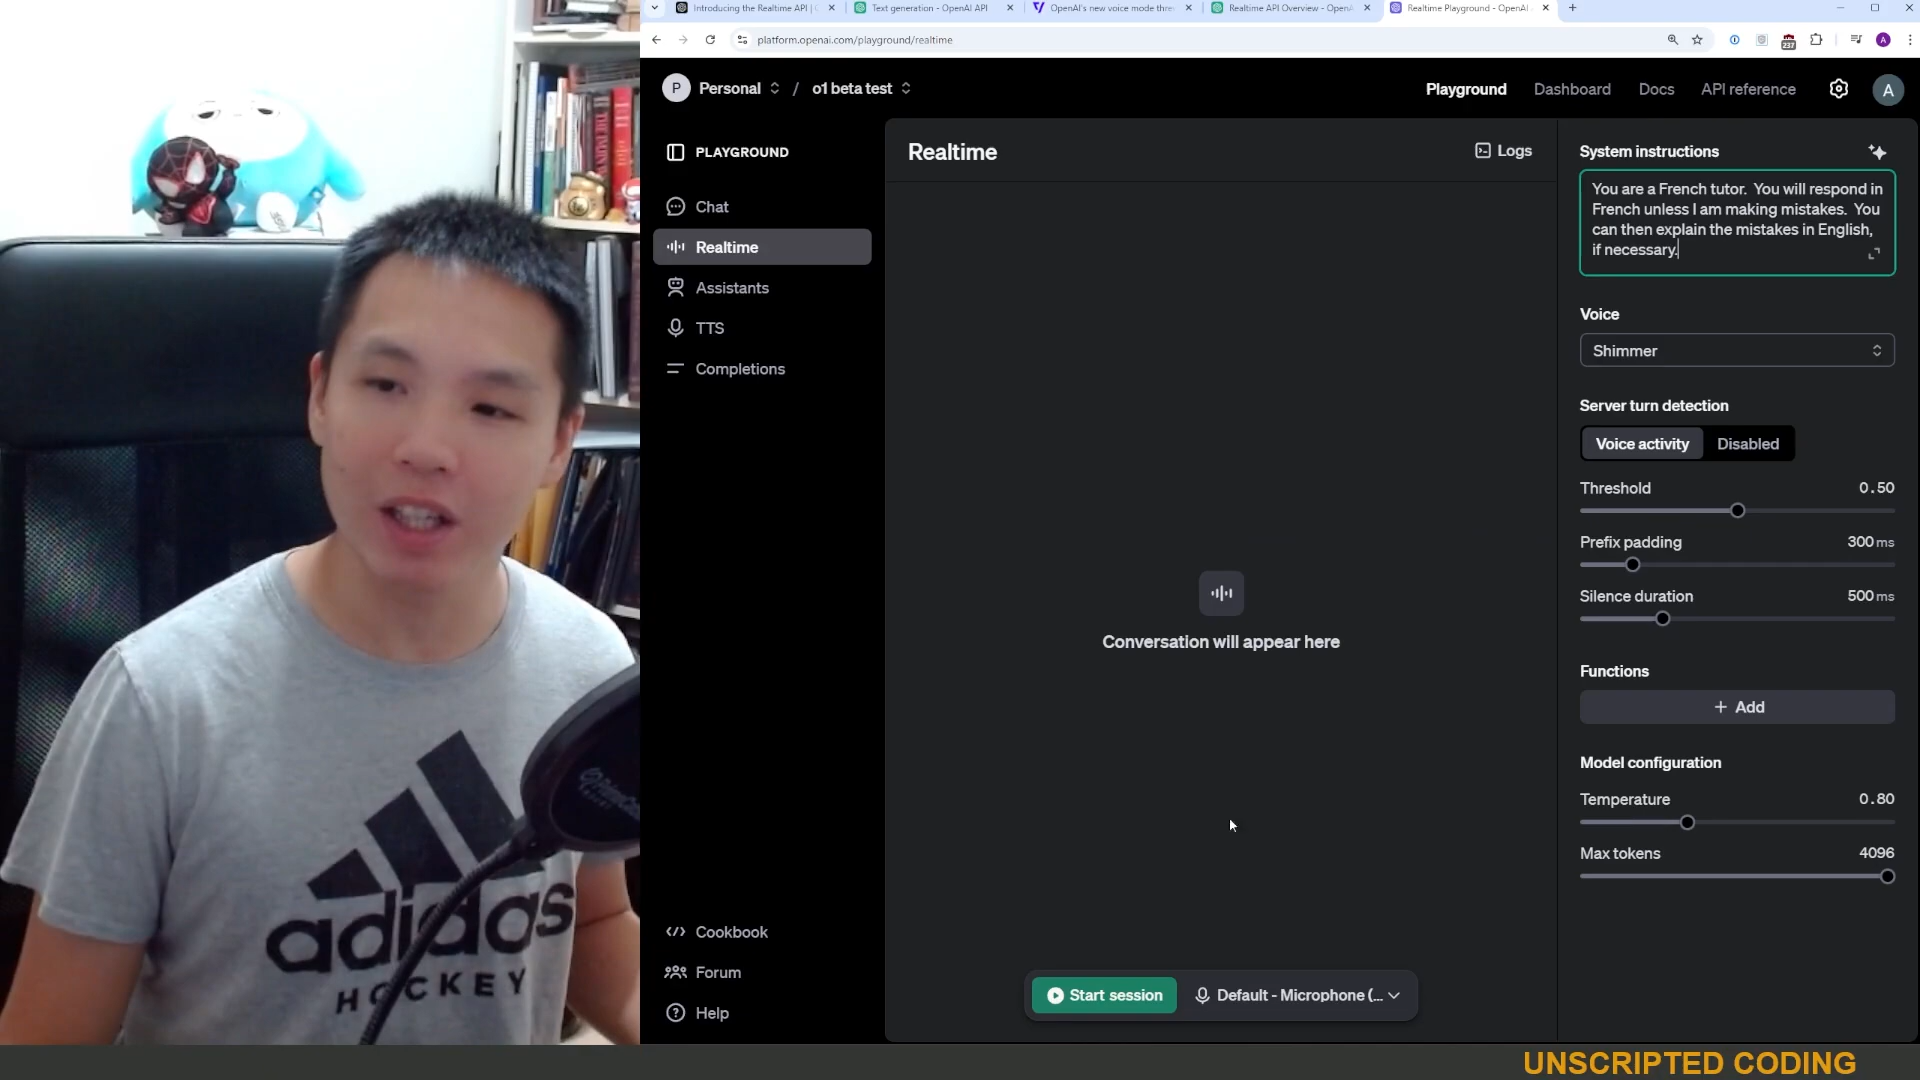 Introducing the Realtime API | 
Text generation - OpenAI API
OpenAI's new voice mode
Realtime API Overview - OpenAI
Realtime Playground - OpenAI
platform.openai.com/playground/realtime
237
A
P
Personal
/
o1 beta test
Playground
Dashboard
Docs
API reference
A
PLAYGROUND
Chat
Realtime
Assistants
TTS
Completions
Cookbook
Forum
Help
Realtime
Logs
Conversation will appear here
Start session
Default - Microphone (...
System instructions
You are a French tutor. You will respond in
French unless I am making mistakes. You
can then explain the mistakes in English,
if necessary.
Voice
Shimmer
Server turn detection
Voice activity
Disabled
Threshold
0.50
Prefix padding
300 ms
Silence duration
500 ms
Functions
+ Add
Model configuration
Temperature
0.80
Max tokens
4096
adidas
HOCKEY
UNSCRIPTED CODING